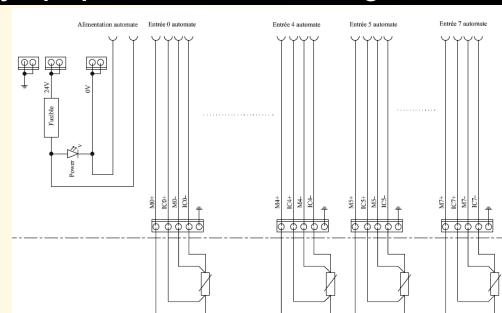 Alimentation automate Entrée 0 automate Entrée 4 automate Entrée 5 automate Entrée 7 automate
24V
0V
Fusible
Power
V
M0+ IC0+ M0- IC0-
M4+ IC4+ M4- IC4-
M5+ IC5+ M5- IC5-
M7+ IC7+ M7- IC7-